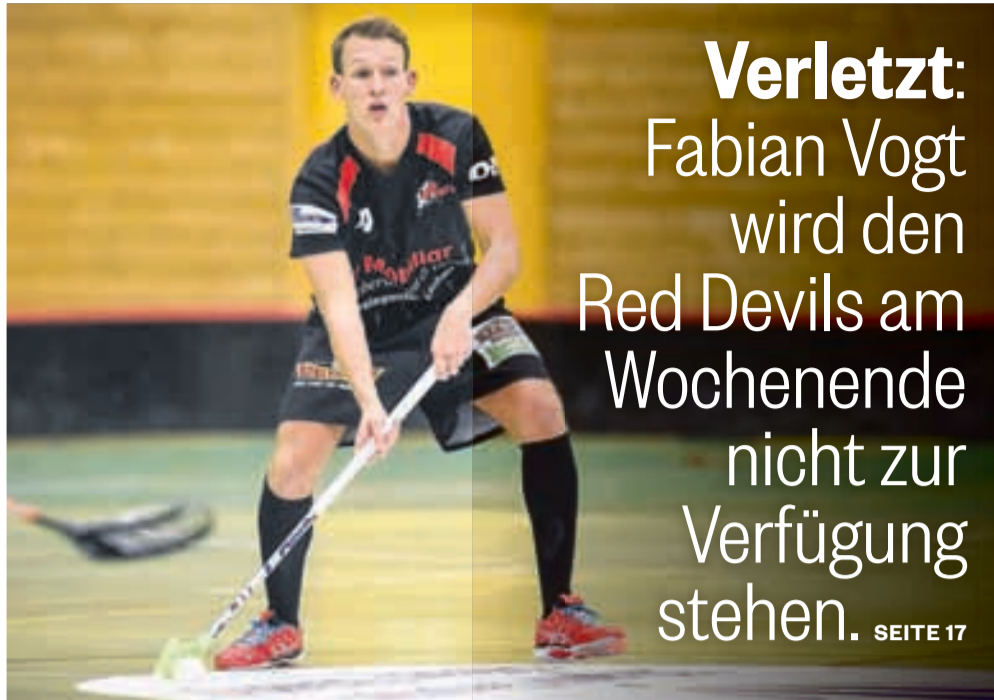 Verletzt:
Fabian Vogt
wird den
Red Devils am
Wochenende
nicht zur
Verfügung
stehen. SEITE 17